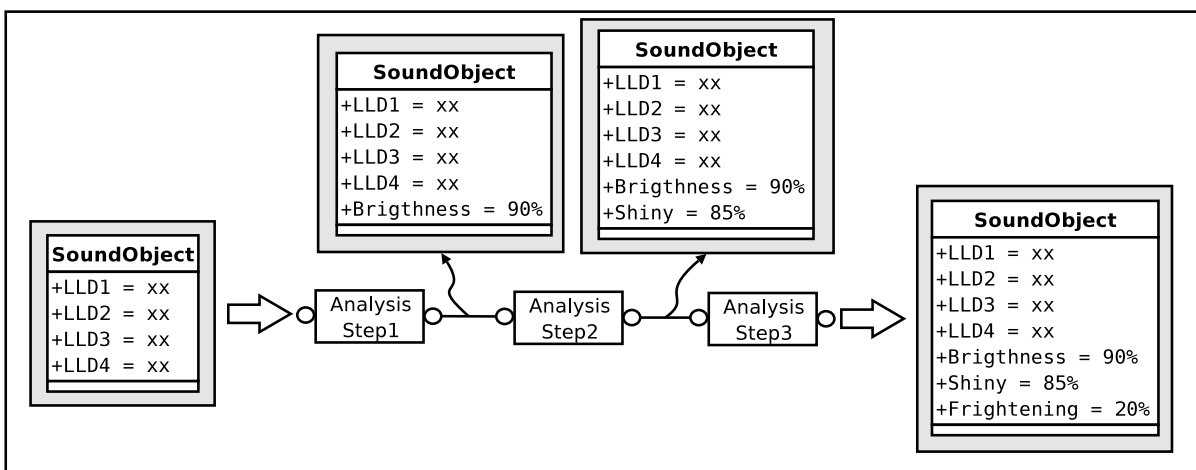 SoundObject
+LLD1 = xx
+LLD2 = xx
+LLD3 = xx
+LLD4 = xx
Analysis
Step1
SoundObject
+LLD1 = xx
+LLD2 = xx
+LLD3 = xx
+LLD4 = xx
+Brigthness = 90%
Analysis
Step2
SoundObject
+LLD1 = xx
+LLD2 = xx
+LLD3 = xx
+LLD4 = xx
+Brigthness = 90%
+Shiny = 85%
Analysis
Step3
SoundObject
+LLD1 = xx
+LLD2 = xx
+LLD3 = xx
+LLD4 = xx
+Brigthness = 90%
+Shiny = 85%
+Frightening = 20%